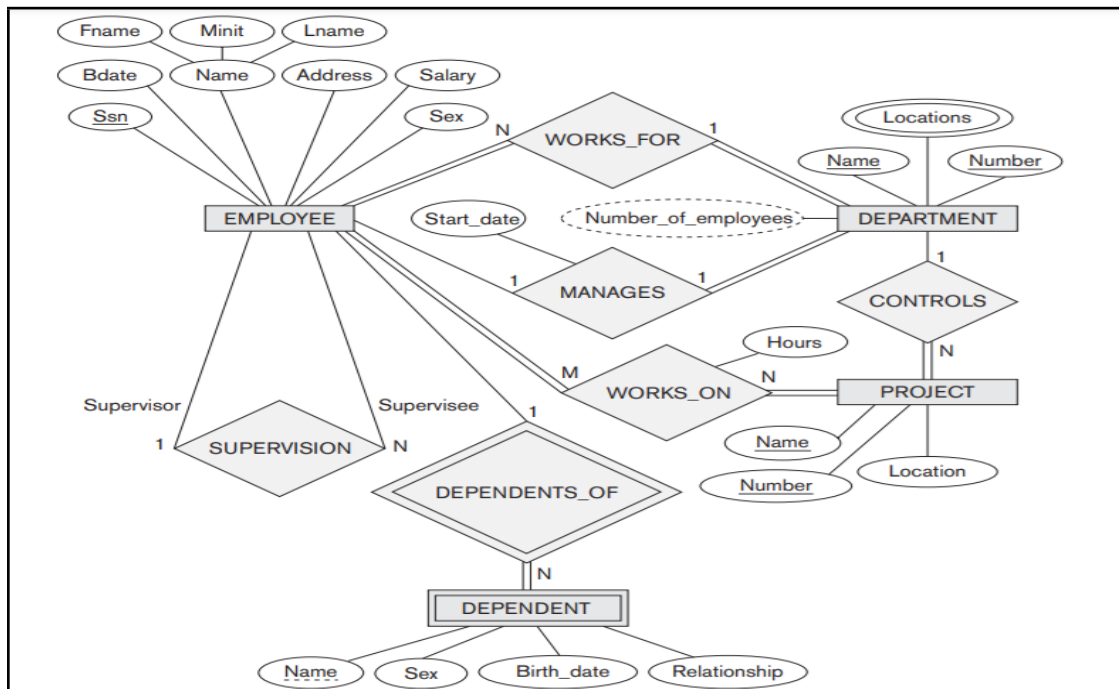 Fname Minit Lname
Bdate Name Address Salary
Ssn Sex
N WORKS_FOR 1
Locations
Name Number
EMPLOYEE Start_date Number_of_employees DEPARTMENT
1 MANAGES 1
1
CONTROLS
N
Hours
M WORKS_ON N
PROJECT
Supervisor Supervisee
1 SUPERVISION N
1
Name
Number Location
DEPENDENTS_OF
N
DEPENDENT
Name Sex Birth_date Relationship